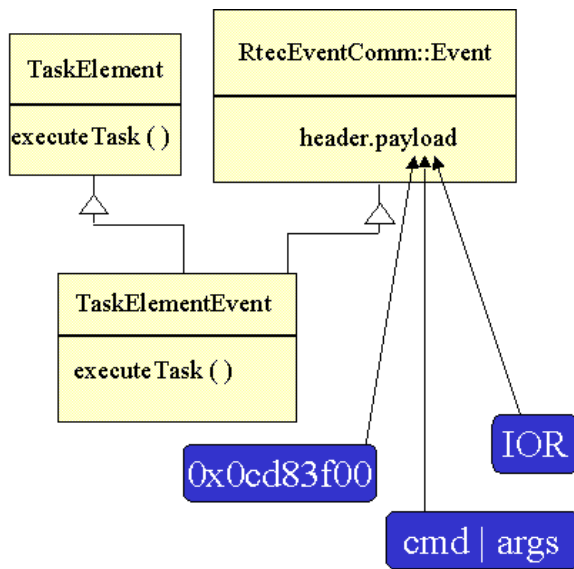 TaskElement
executeTask ( )
RtecEventComm::Event
header.payload
TaskElementEvent
executeTask ( )
0x0cd83f00
IOR
cmd | args